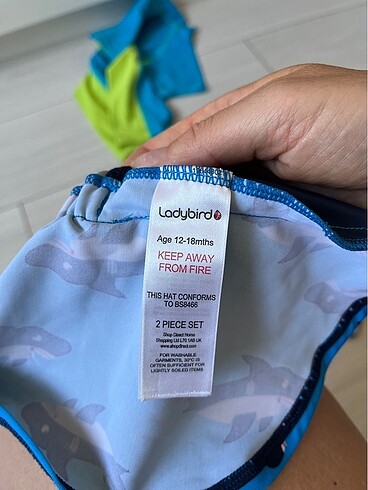 Ladybird
Age 12-18mths
KEEP AWAY
FROM FIRE
THIS HAT CONFORMS
TO BS8466
2 PIECE SET
Shop Direct Home
Shopping Ltd L70 1AB UK
www.shopdirect.com
FOR WASHABLE
GARMENTS, 30°C IS
OFTEN SUFFICIENT FOR
LIGHTLY SOILED ITEMS